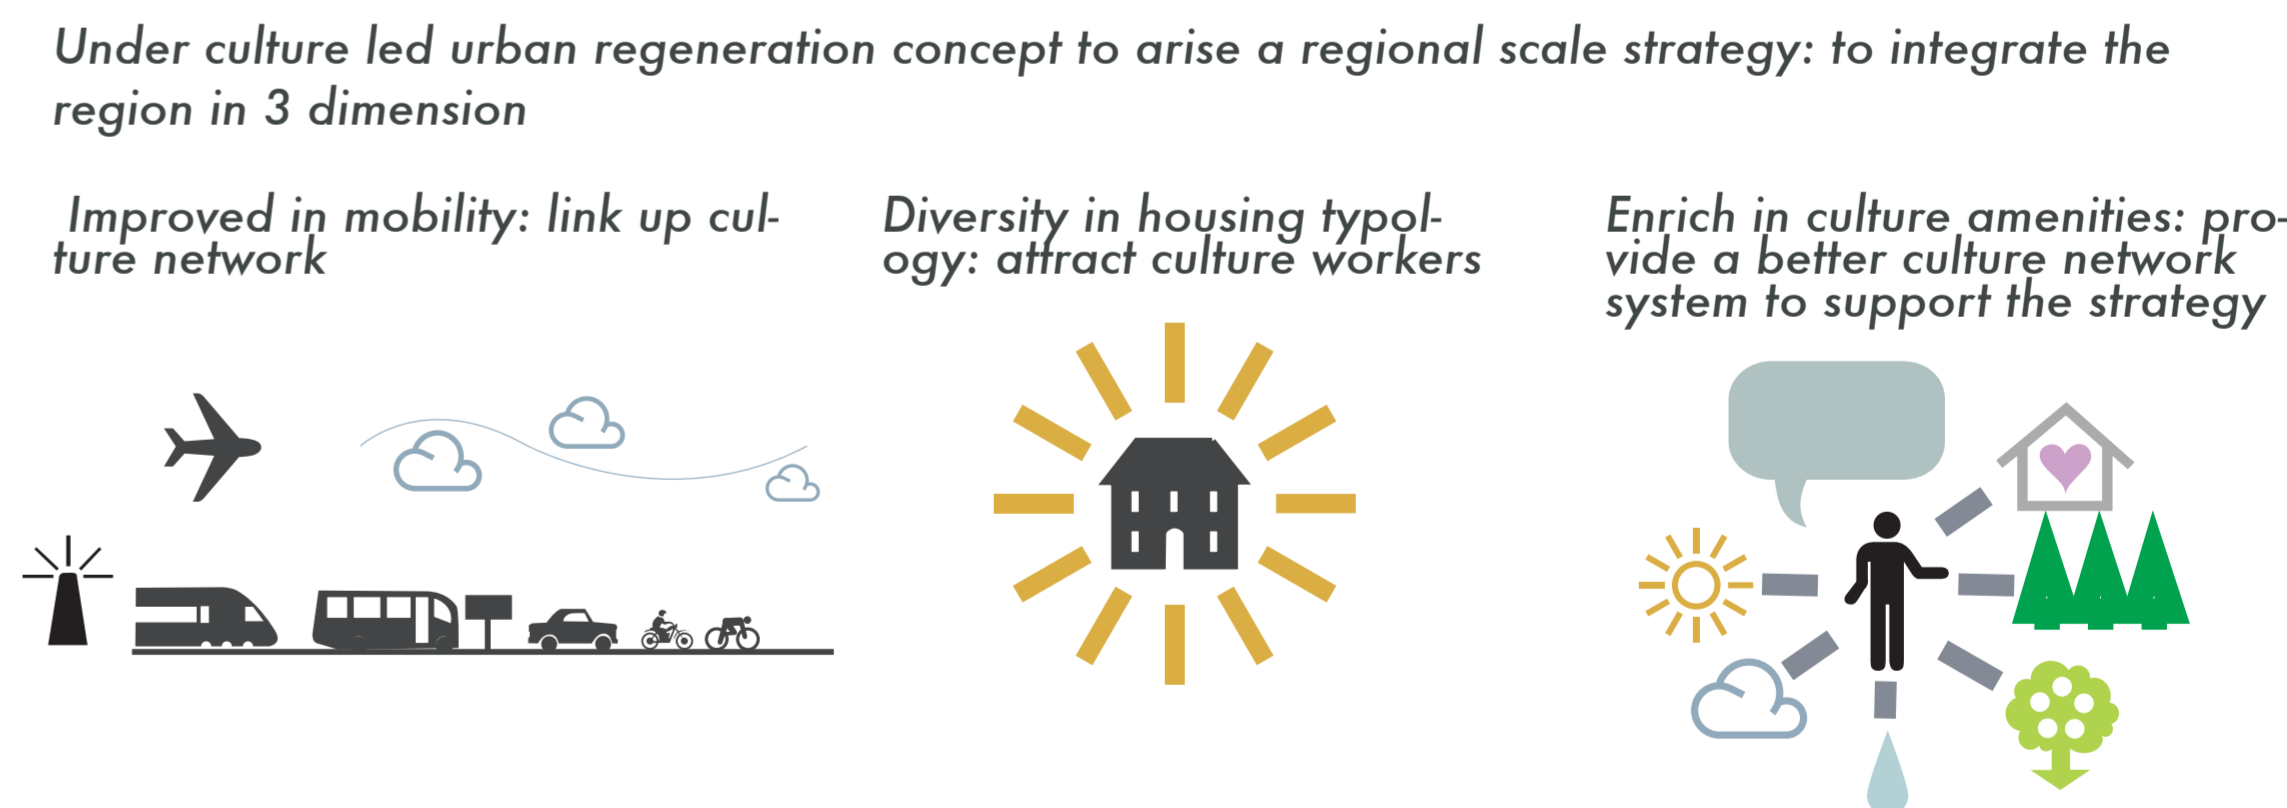 Under culture led urban regeneration concept to arise a regional scale strategy: to integrate the
region in 3 dimension
Improved in mobility: link up cul-
ture network
Diversity in housing typol-
ogy: attract culture workers
Enrich in culture amenities: pro-
vide a better culture network
system to support the strategy